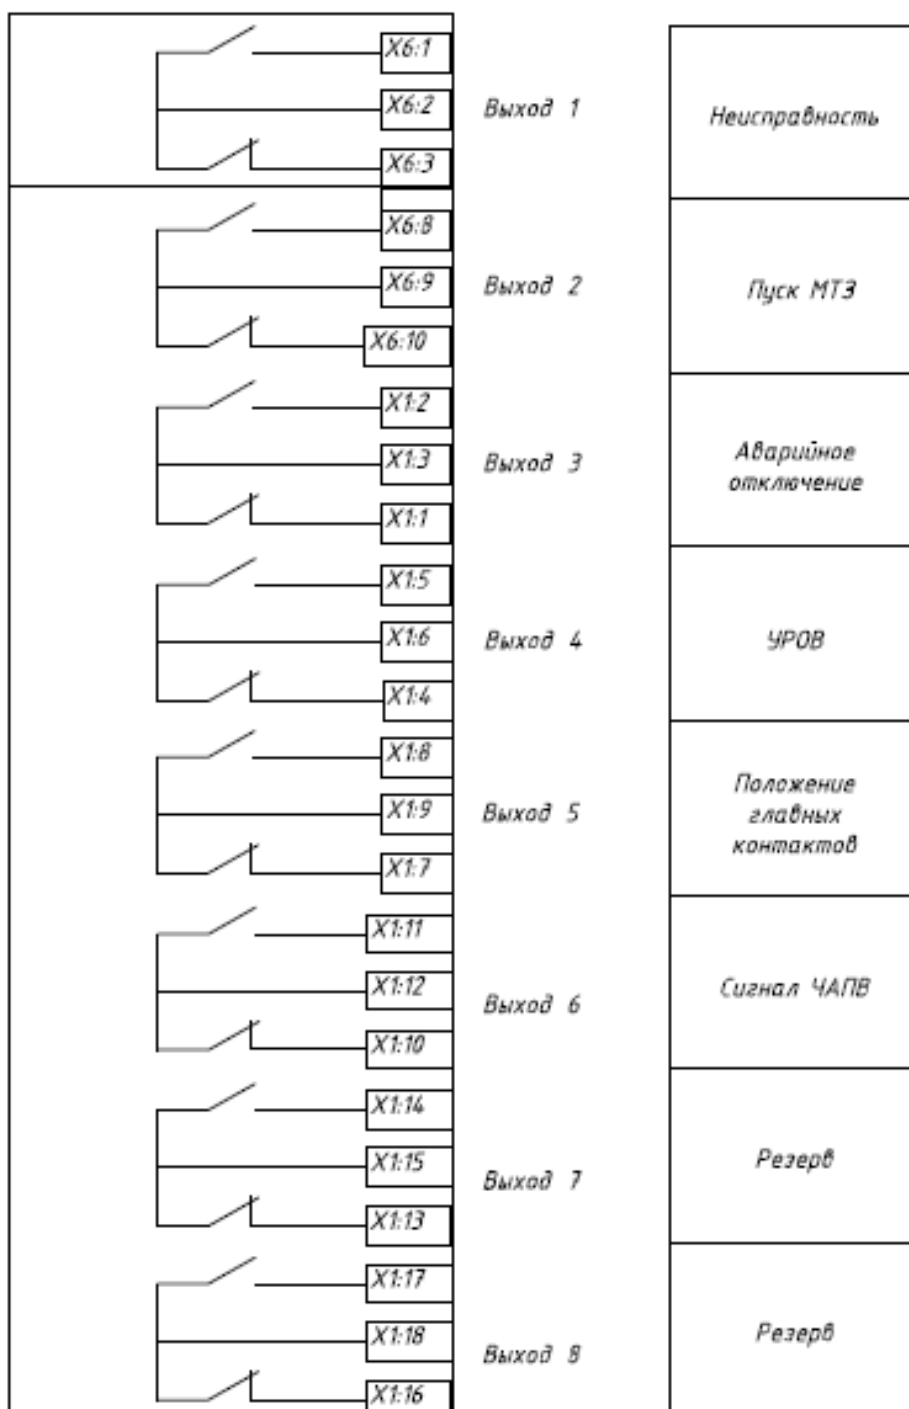 X6:1
X6:2
X6:3
Выход 1
Неисправность
X6:8
X6:9
X6:10
Выход 2
Пуск МТЗ
X1:2
X1:3
X1:1
Выход 3
Аварийное
отключение
X1:5
X1:6
X1:4
Выход 4
УРОВ
X1:8
X1:9
X1:7
Выход 5
Положение
главных
контактов
X1:11
X1:12
X1:10
Выход 6
Сигнал ЧАПВ
X1:14
X1:15
X1:13
Выход 7
Резерв
X1:17
X1:18
X1:16
Выход 8
Резерв